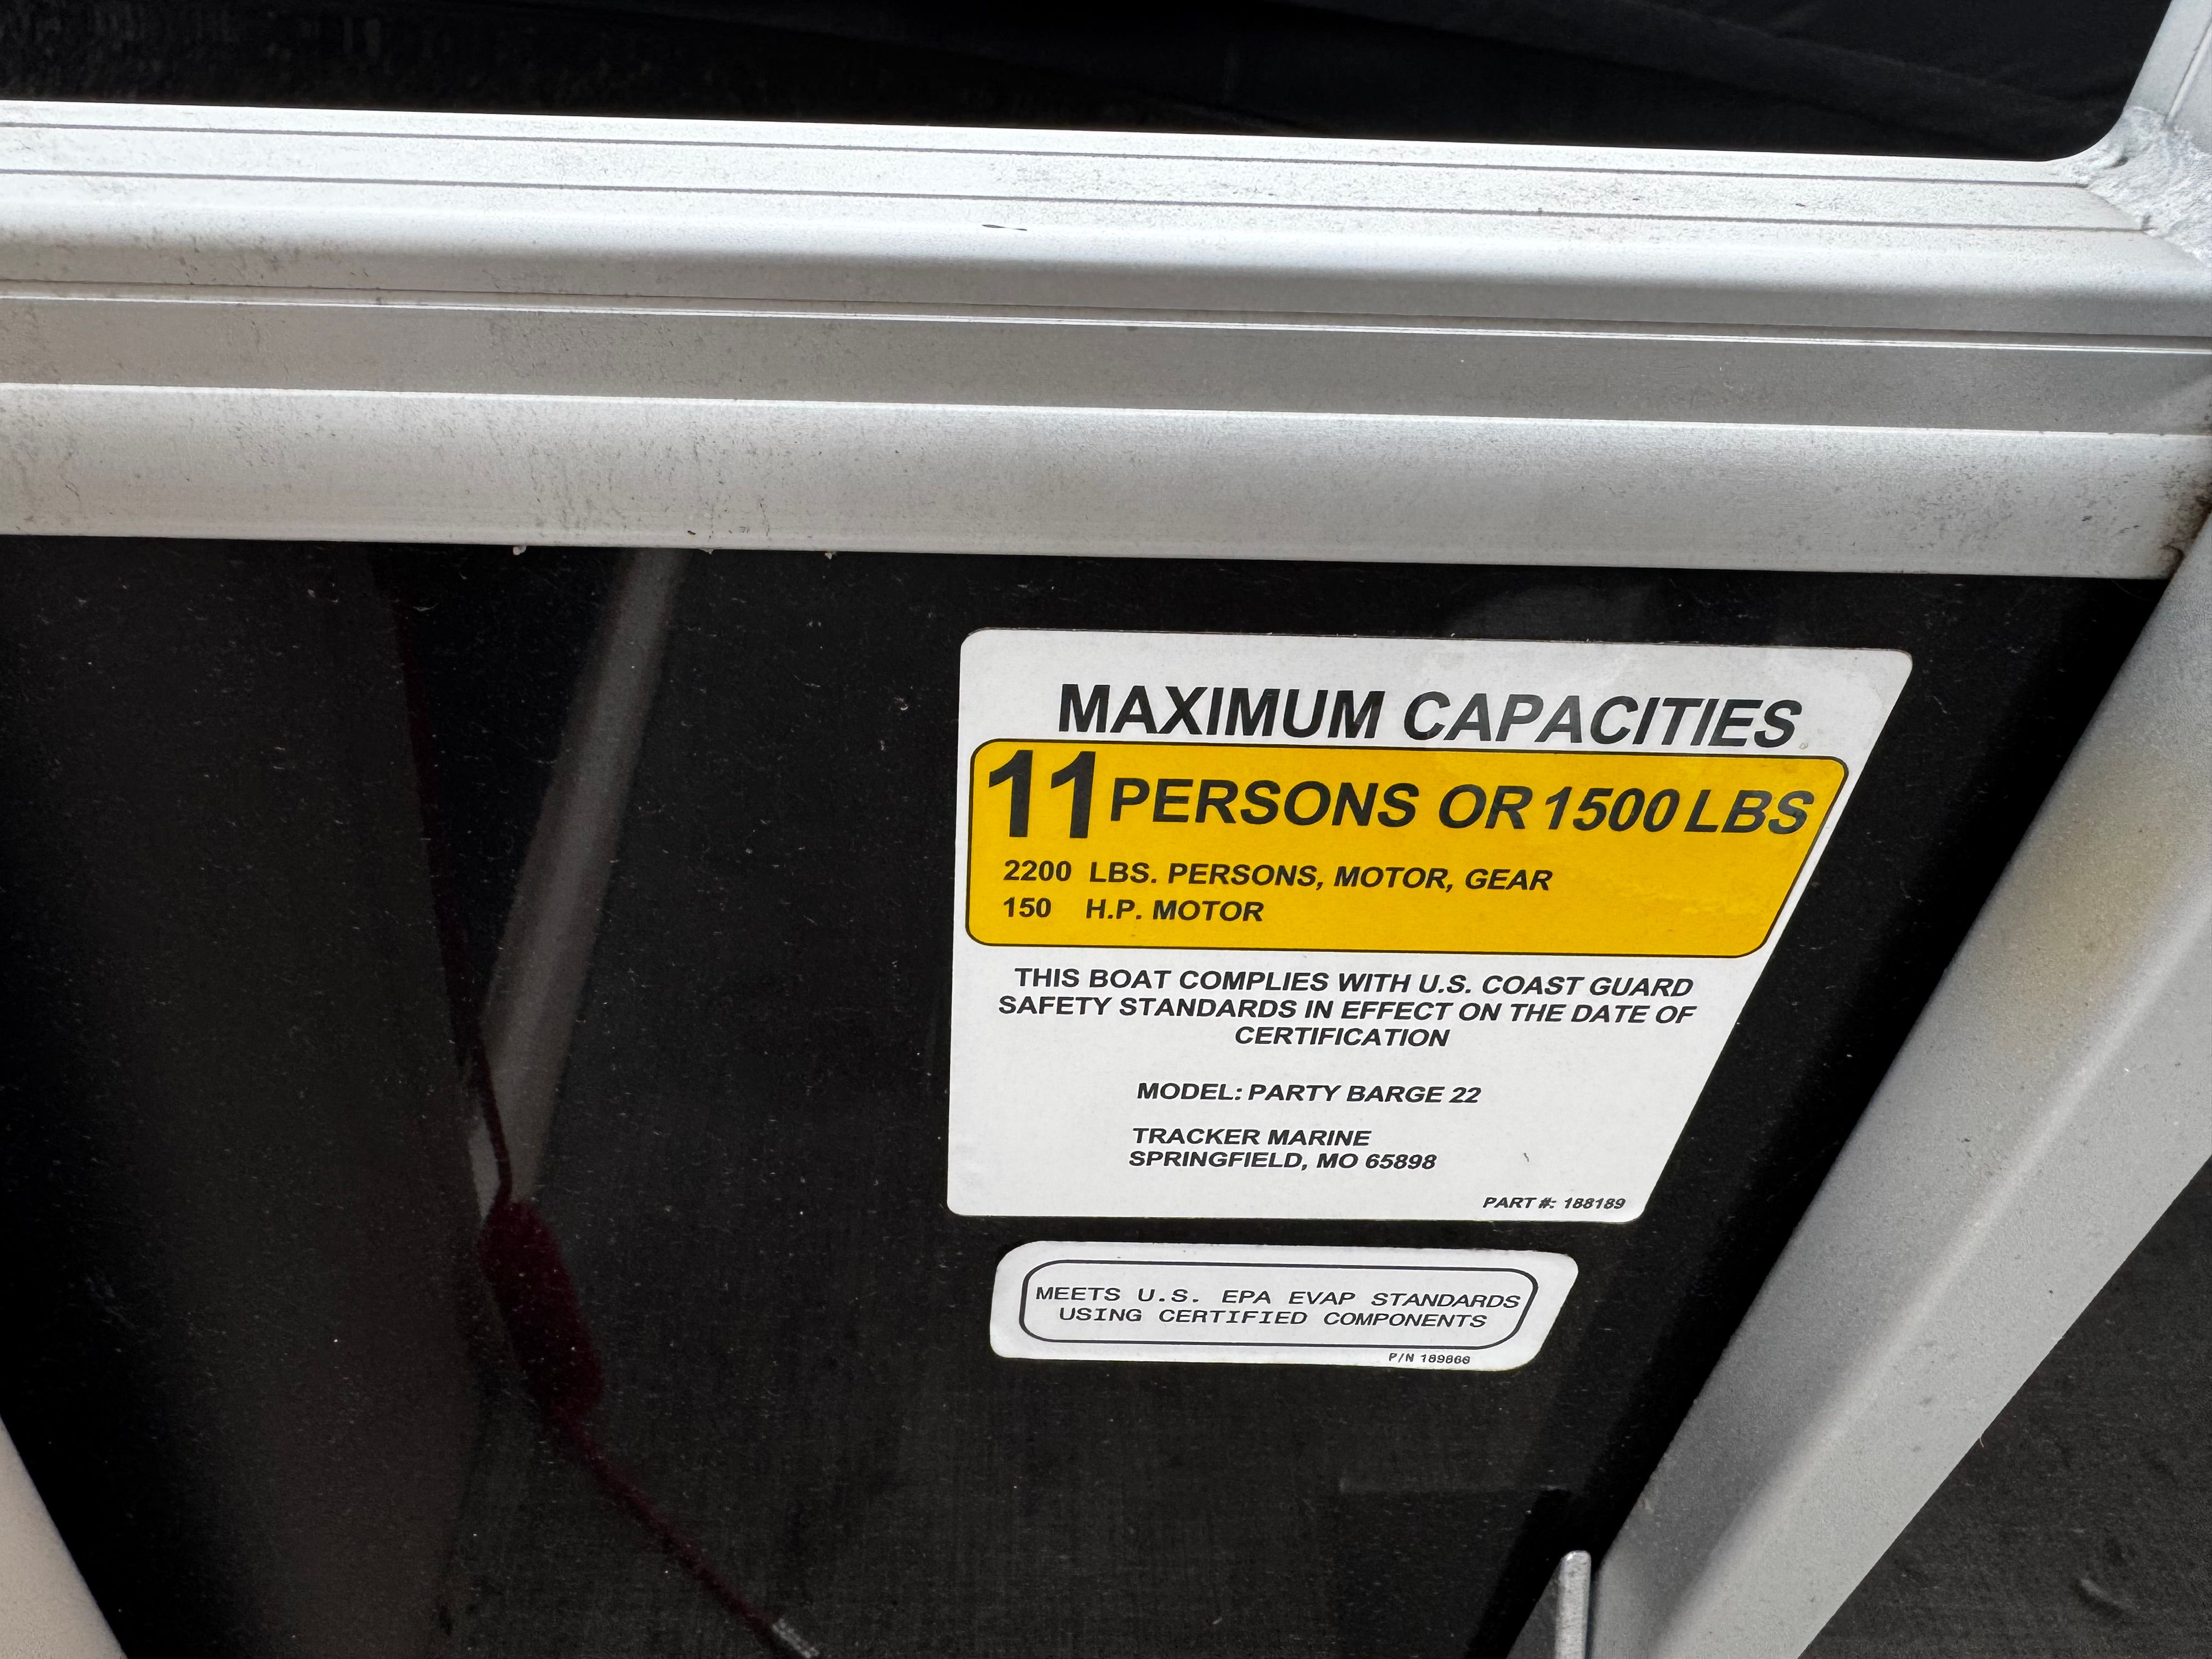 MAXIMUM CAPACITIES
11 PERSONS OR 1500 LBS
2200 LBS. PERSONS, MOTOR, GEAR
150 H.P. MOTOR
THIS BOAT COMPLIES WITH U.S. COAST GUARD
SAFETY STANDARDS IN EFFECT ON THE DATE OF
CERTIFICATION
MODEL: PARTY BARGE 22
TRACKER MARINE
SPRINGFIELD, MO 65898
PART #: 188189
MEETS U.S. EPA EVAP STANDARDS
USING CERTIFIED COMPONENTS
P/N 189866